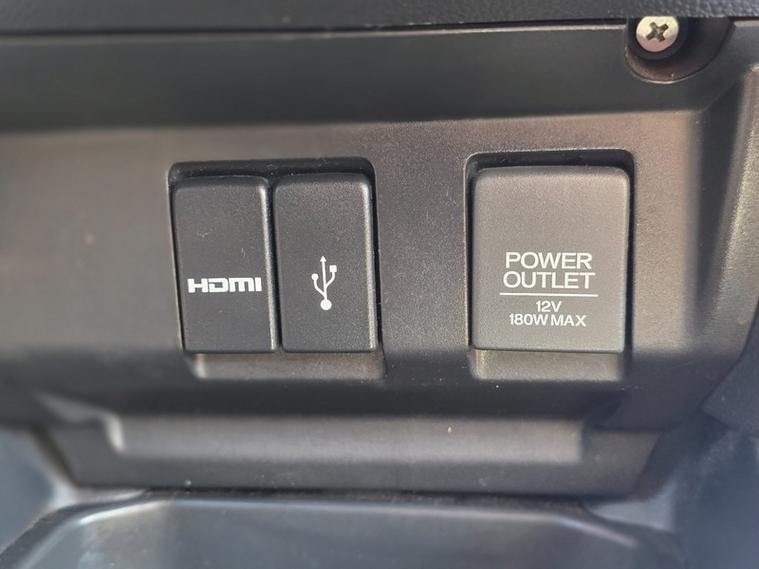 HDMI
POWER
OUTLET
12V
180W MAX